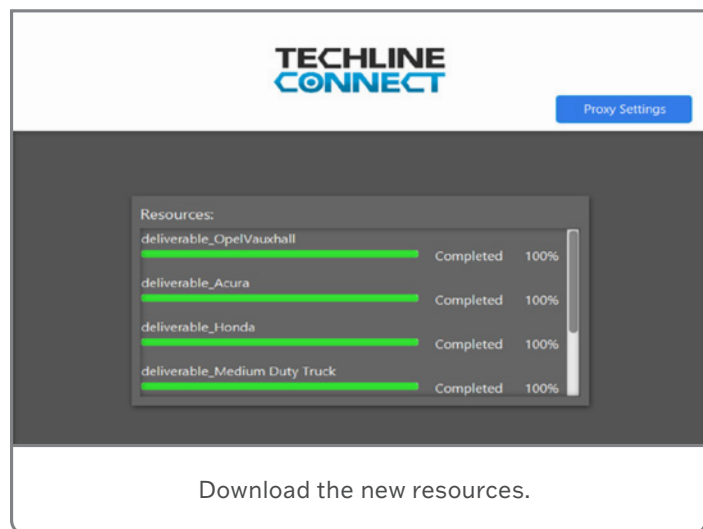 TECHLINE
CONNECT
Proxy Settings
Resources:
deliverable_OpelVauxhall
Completed 100%
deliverable_Acura
Completed 100%
deliverable_Honda
Completed 100%
deliverable_Medium Duty Truck
Completed 100%
Download the new resources.